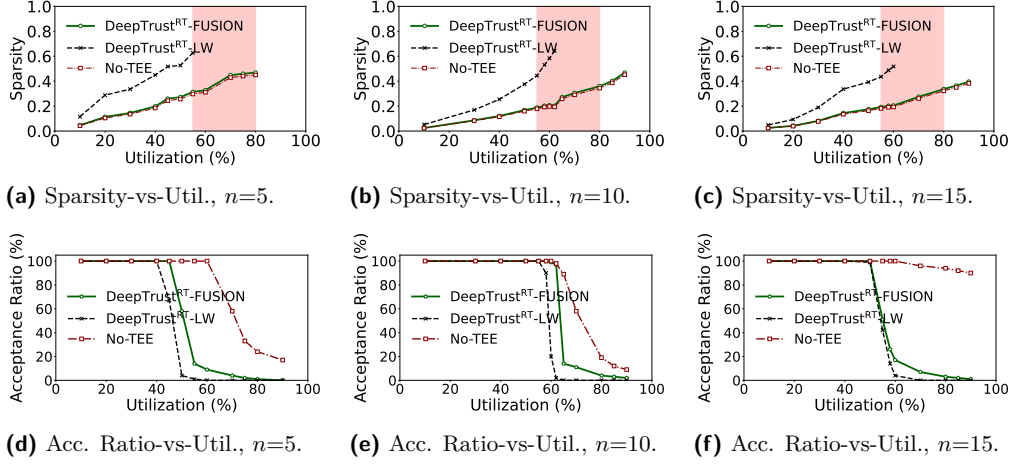 Sparsity
1.0
0.8
0.6
0.4
0.2
0.0
DeepTrust^RT-FUSION
DeepTrust^RT-LW
No-TEE
0 20 40 60 80 100
Utilization (%)
(a) Sparsity-vs-Util., n=5.
Sparsity
1.0
0.8
0.6
0.4
0.2
0.0
DeepTrust^RT-FUSION
DeepTrust^RT-LW
No-TEE
0 20 40 60 80 100
Utilization (%)
(b) Sparsity-vs-Util., n=10.
Sparsity
1.0
0.8
0.6
0.4
0.2
0.0
DeepTrust^RT-FUSION
DeepTrust^RT-LW
No-TEE
0 20 40 60 80 100
Utilization (%)
(c) Sparsity-vs-Util., n=15.
Acceptance Ratio (%)
100
80
60
40
20
0
DeepTrust^RT-FUSION
DeepTrust^RT-LW
No-TEE
0 20 40 60 80 100
Utilization (%)
(d) Acc. Ratio-vs-Util., n=5.
Acceptance Ratio (%)
100
80
60
40
20
0
DeepTrust^RT-FUSION
DeepTrust^RT-LW
No-TEE
0 20 40 60 80 100
Utilization (%)
(e) Acc. Ratio-vs-Util., n=10.
Acceptance Ratio (%)
100
80
60
40
20
0
DeepTrust^RT-FUSION
DeepTrust^RT-LW
No-TEE
0 20 40 60 80 100
Utilization (%)
(f) Acc. Ratio-vs-Util., n=15.